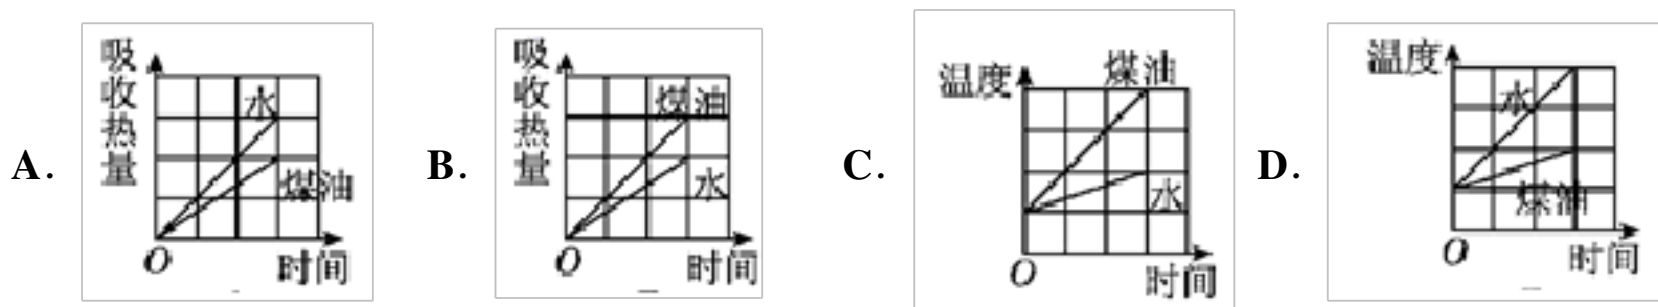 A.
吸收热量
水
煤油
O
时间
B.
吸收热量
煤油
水
O
时间
C.
温度
煤油
水
O
时间
D.
温度
水
煤油
O
时间